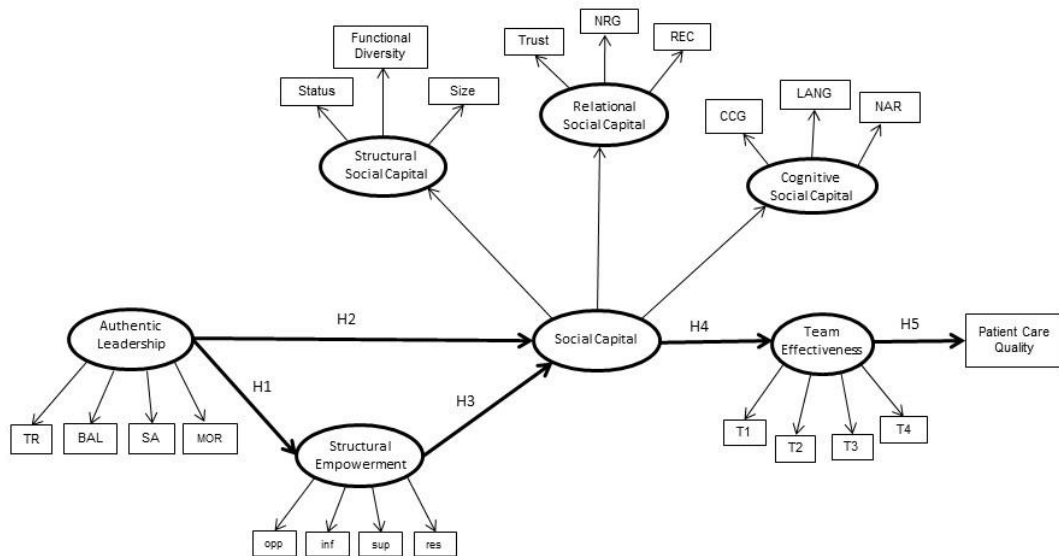 Functional
Diversity
Status
Size
Structural
Social Capital
Trust
NRG
REC
Relational
Social Capital
CCG
LANG
NAR
Cognitive
Social Capital
Authentic
Leadership
H2
Social Capital
H4
Team
Effectiveness
H5
Patient Care
Quality
H1
H3
TR
BAL
SA
MOR
Structural
Empowerment
T1
T2
T3
T4
opp
inf
sup
res